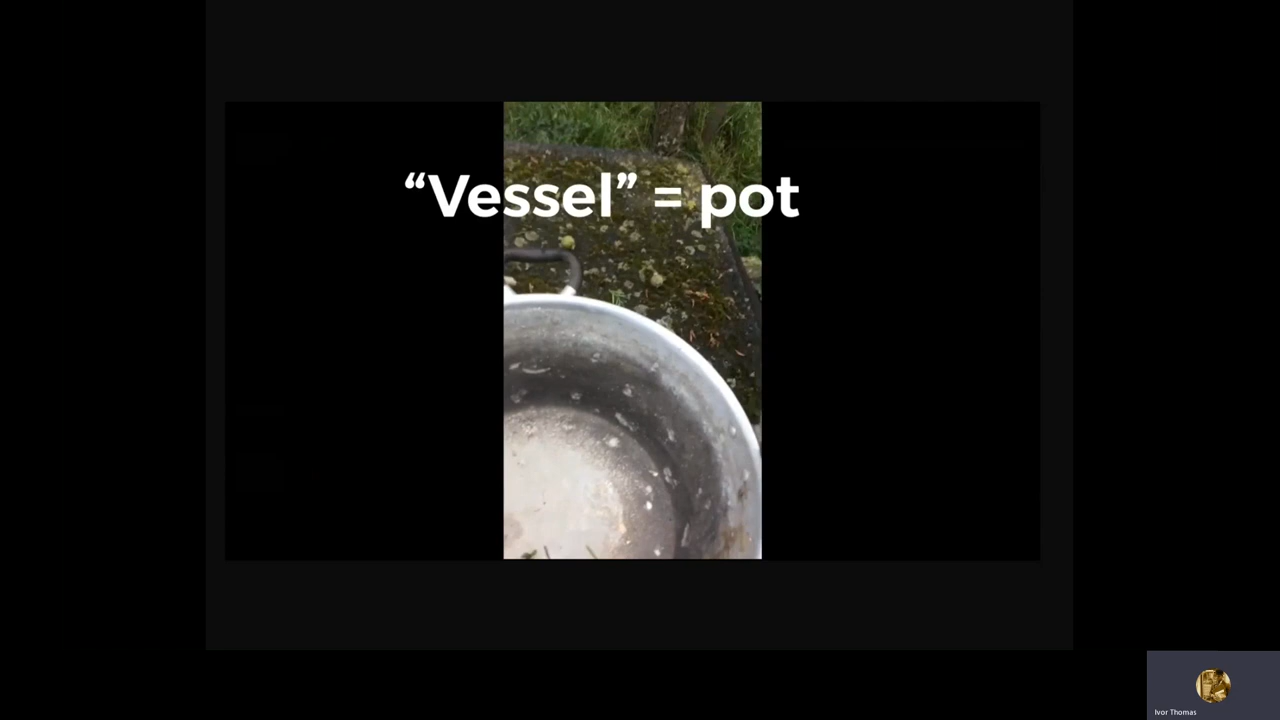 “Vessel” = pot
Ivor Thomas